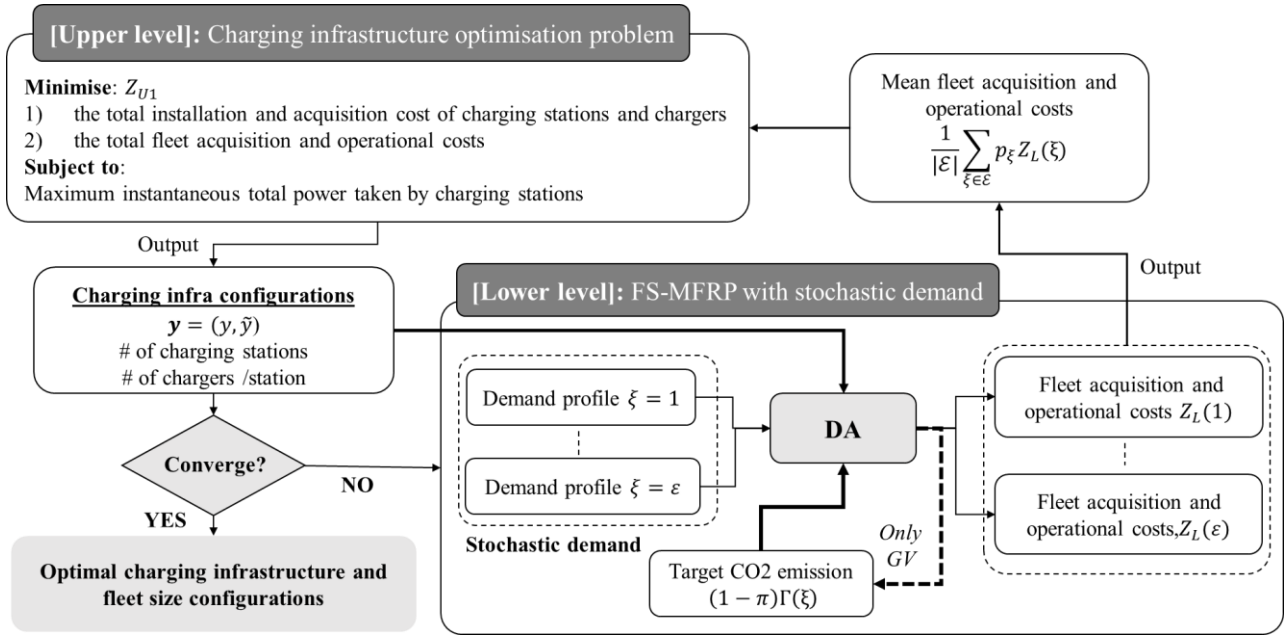 [Upper level]: Charging infrastructure optimisation problem
Minimise: Z_{U1}
1) the total installation and acquisition cost of charging stations and chargers
2) the total fleet acquisition and operational costs
Subject to:
Maximum instantaneous total power taken by charging stations
Mean fleet acquisition and
operational costs
\frac{1}{|\mathcal{E}|} \sum_{ξ∈\mathcal{E}} p_ξ Z_L(ξ)
Output
Output
Charging infra configurations
𝒚 = (y, ỹ)
# of charging stations
# of chargers /station
Converge?
NO
YES
Optimal charging infrastructure and
fleet size configurations
[Lower level]: FS-MFRP with stochastic demand
Demand profile ξ = 1
Demand profile ξ = ε
Stochastic demand
DA
Only
GV
Target CO2 emission
(1 − π)Γ(ξ)
Fleet acquisition and
operational costs Z_L(1)
Fleet acquisition and
operational costs,Z_L(ε)